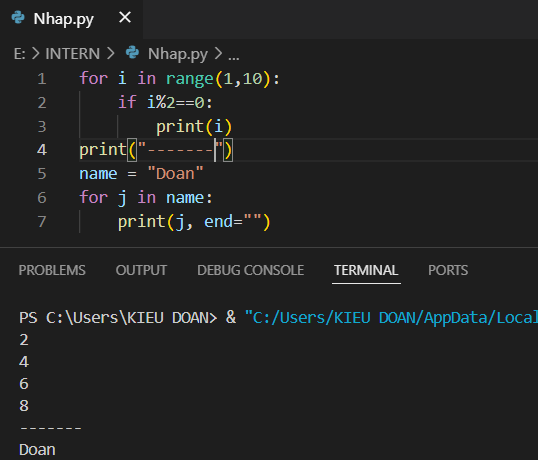 Nhap.py ×
E: > INTERN > Nhap.py > ...
1 for i in range(1,10):
2 if i%2==0:
3 print(i)
4 print("-------")
5 name = "Doan"
6 for j in name:
7 print(j, end="")
PROBLEMS OUTPUT DEBUG CONSOLE TERMINAL PORTS
PS C:\Users\KIEU DOAN> & "C:/Users/KIEU DOAN/AppData/Local
2
4
6
8
-------
Doan